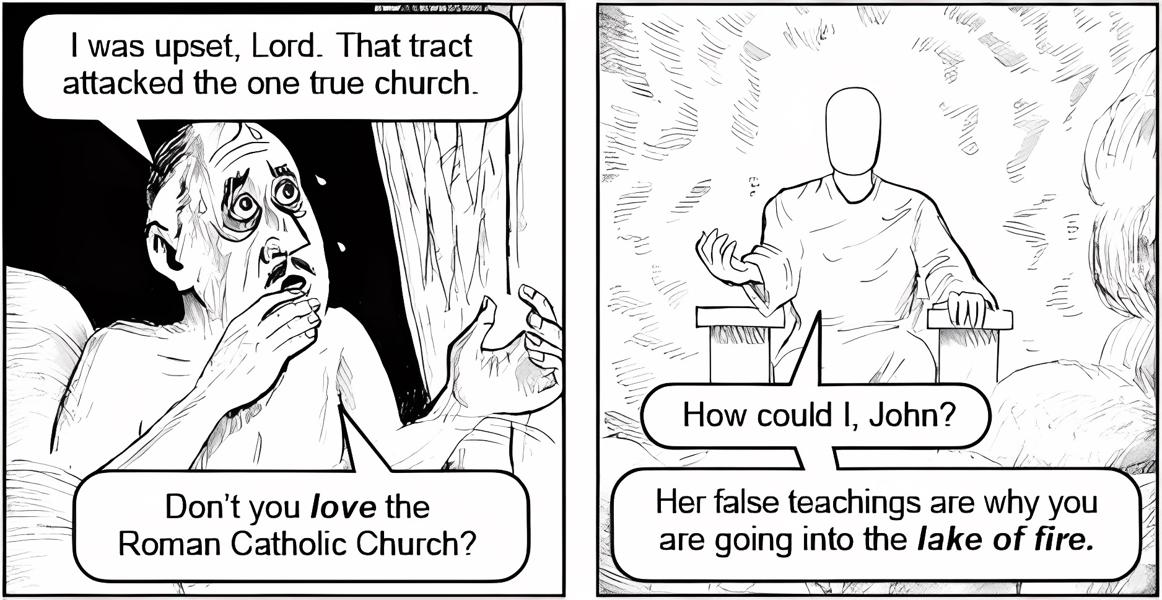 I was upset, Lord. That tract
attacked the one true church.
Don't you love the
Roman Catholic Church?
How could I, John?
Her false teachings are why you
are going into the lake of fire.